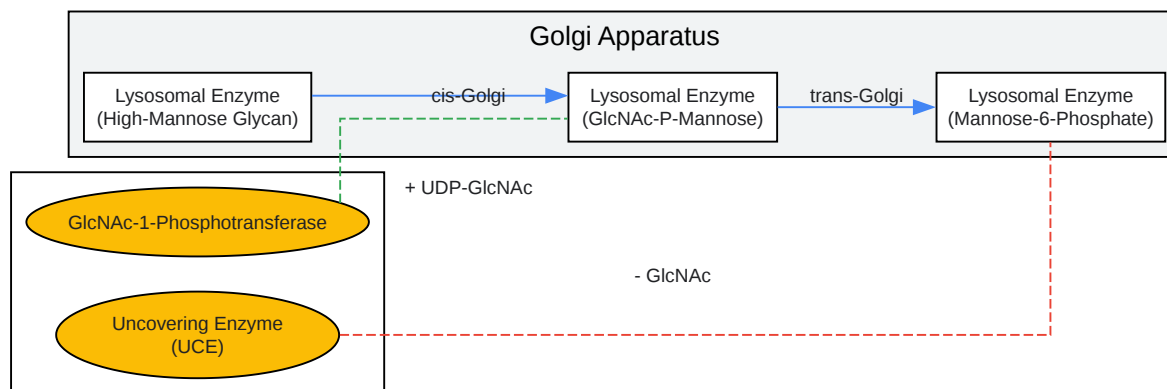 Golgi Apparatus
Lysosomal Enzyme
(High-Mannose Glycan)
cis-Golgi
Lysosomal Enzyme
(GlcNAc-P-Mannose)
trans-Golgi
Lysosomal Enzyme
(Mannose-6-Phosphate)
+ UDP-GlcNAc
GlcNAc-1-Phosphotransferase
- GlcNAc
Uncovering Enzyme
(UCE)